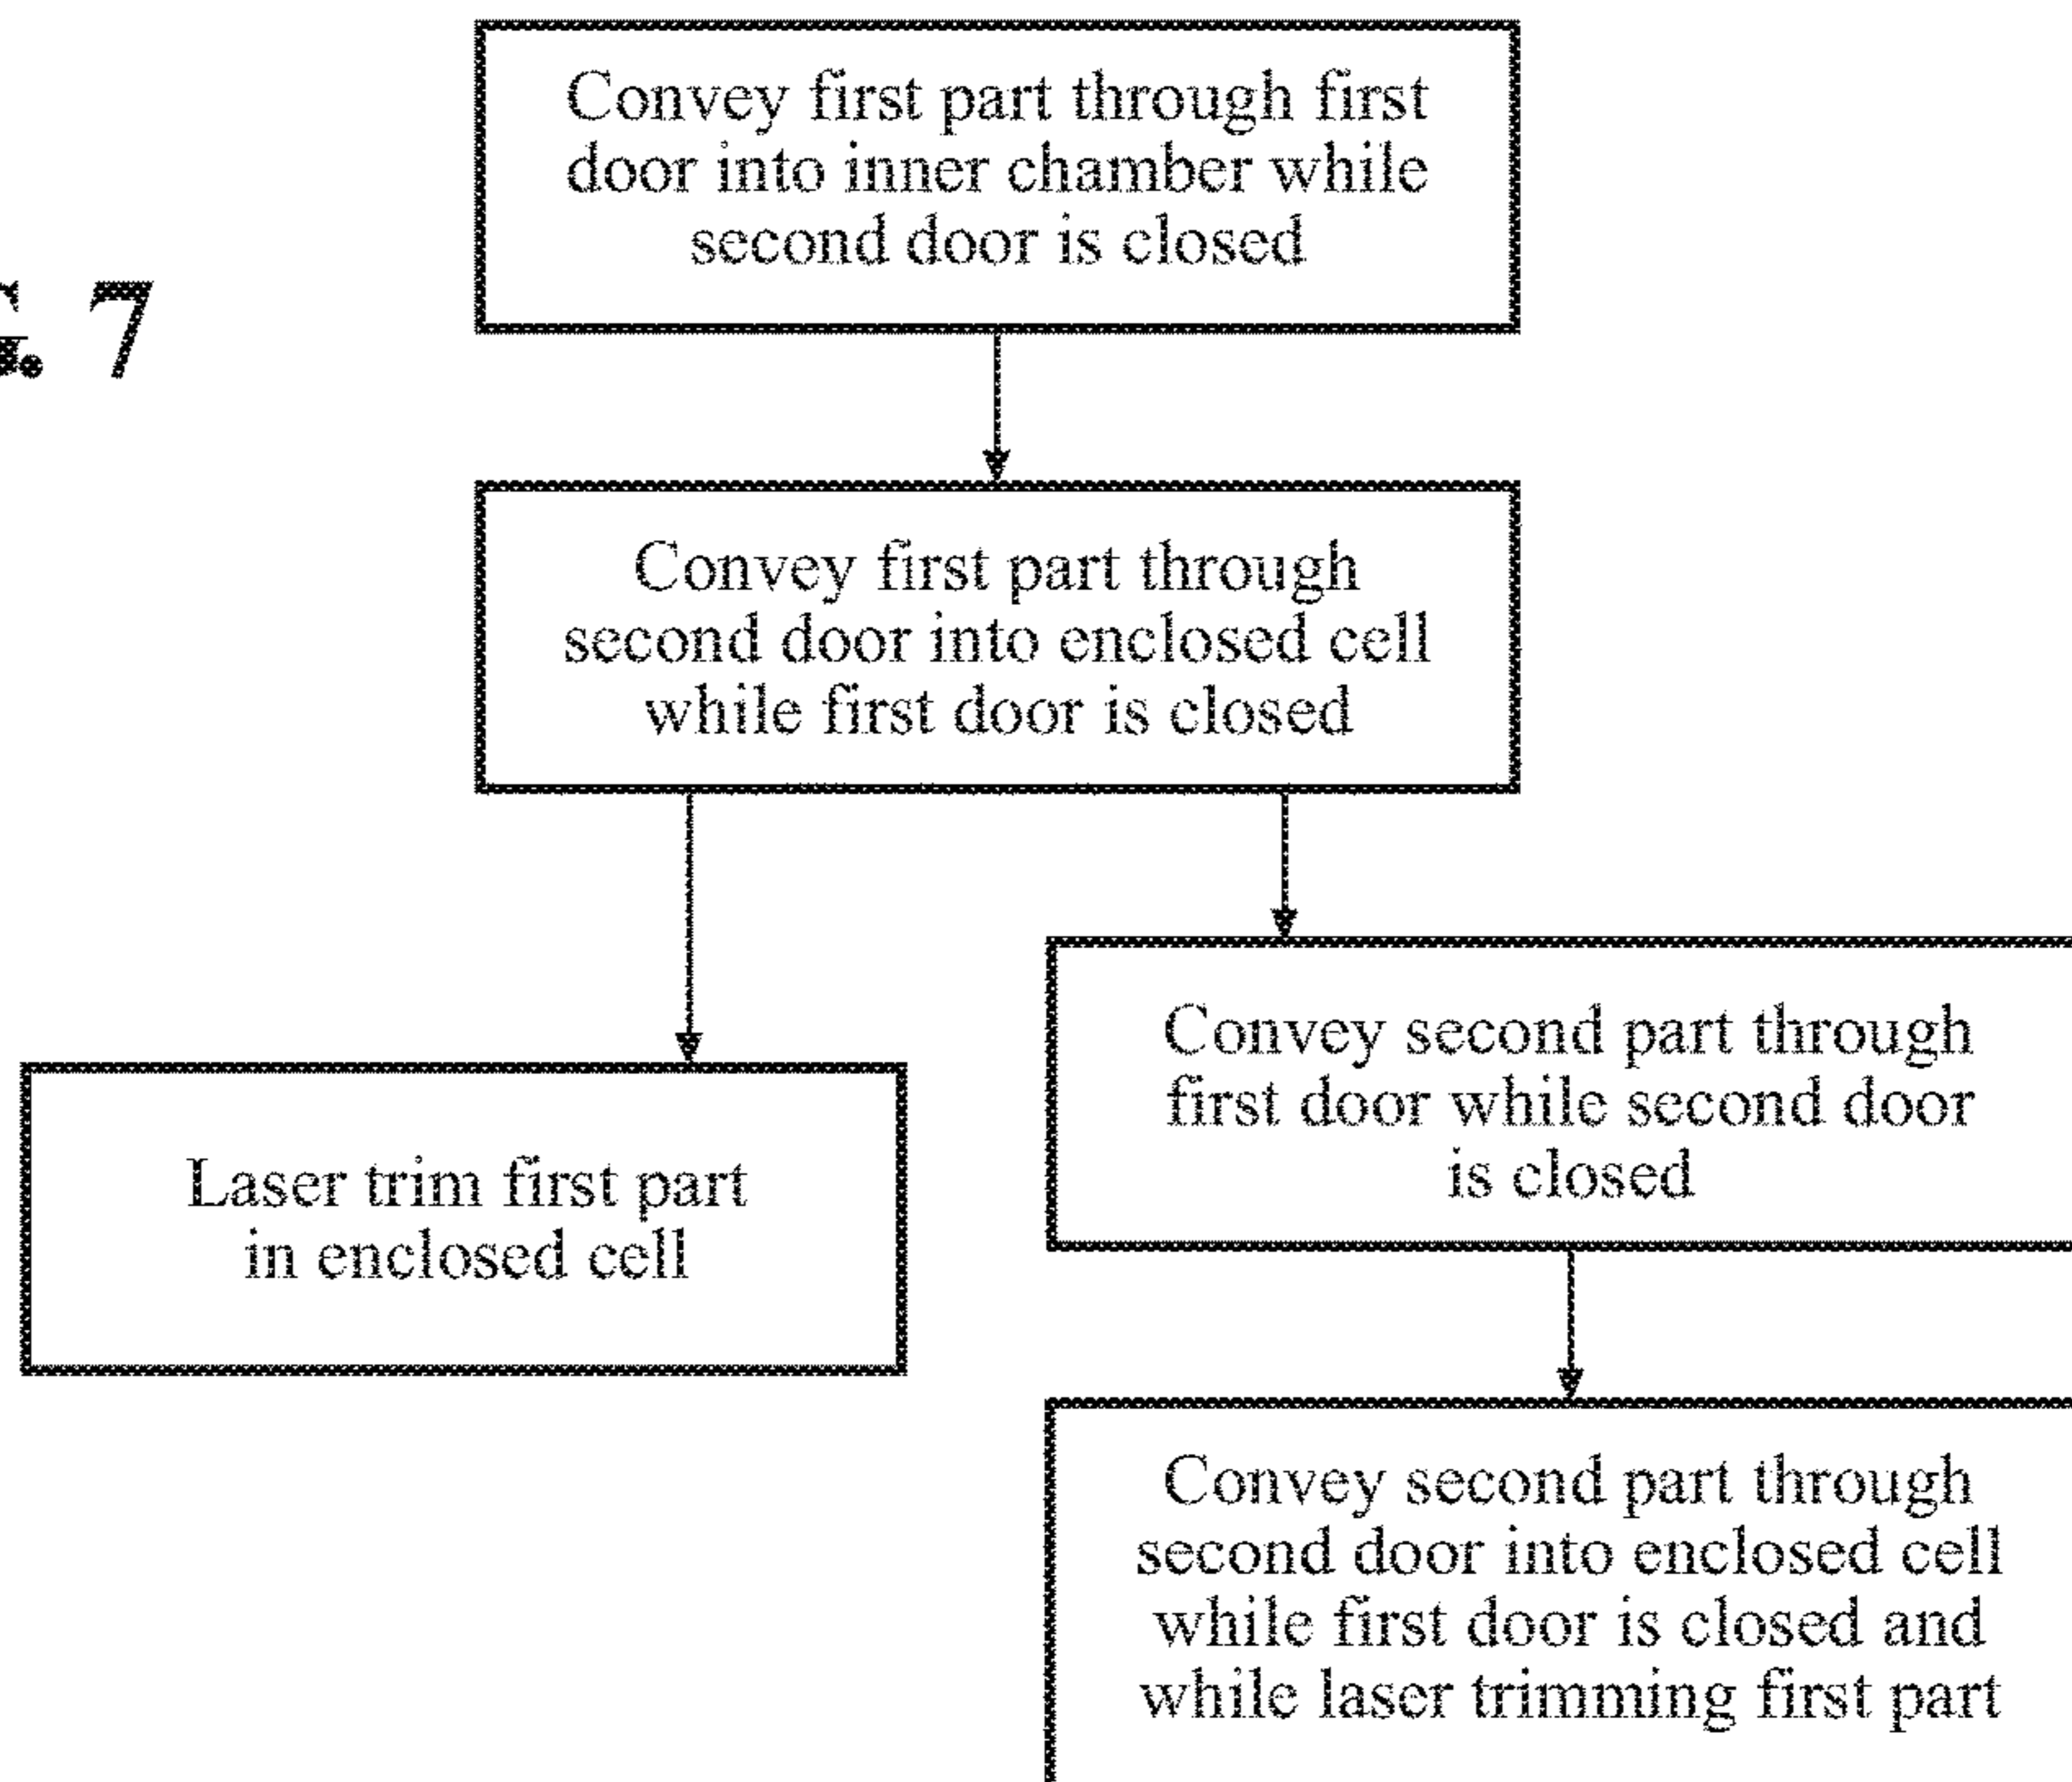 Convey first part through first
door into inner chamber while
second door is closed
G. 7
Convey first part through
second door into enclosed cell
while first door is closed
Convey second part through
first door while second door
is closed
Laser trim first part
in enclosed cell
Convey second part through
second door into enclosed cell
while first door is closed and
while laser trimming first part